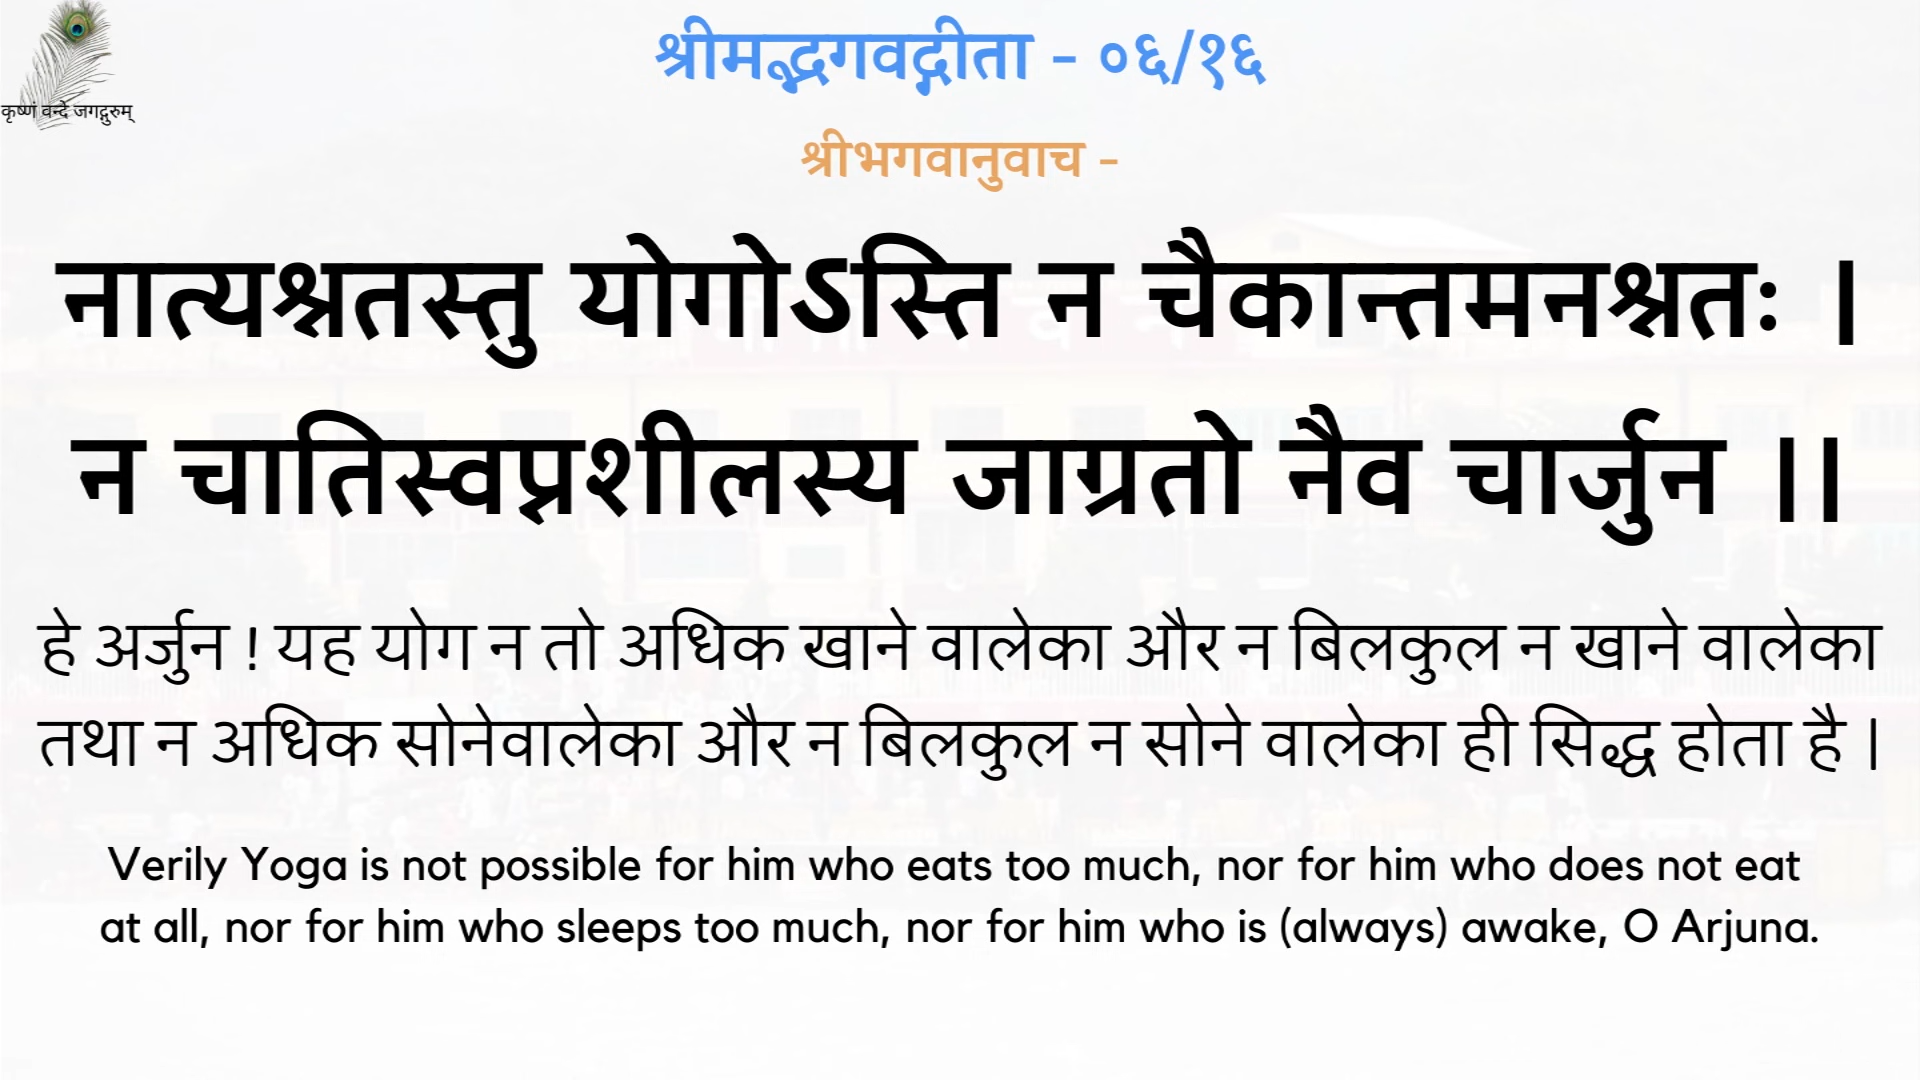 कृष्णं वन्दे जगद्गुरुम्
श्रीमद्भगवद्गीता - ०६/१६
श्रीभगवानुवाच -
नात्यश्नतस्तु योगोऽस्ति न चैकान्तमनश्नतः |
न चातिस्वप्नशीलस्य जाग्रतो नैव चार्जुन ||
हे अर्जुन ! यह योग न तो अधिक खाने वालेका और न बिलकुल न खाने वालेका
तथा न अधिक सोनेवालेका और न बिलकुल न सोने वालेका ही सिद्ध होता है |
Verily Yoga is not possible for him who eats too much, nor for him who does not eat
at all, nor for him who sleeps too much, nor for him who is (always) awake, O Arjuna.